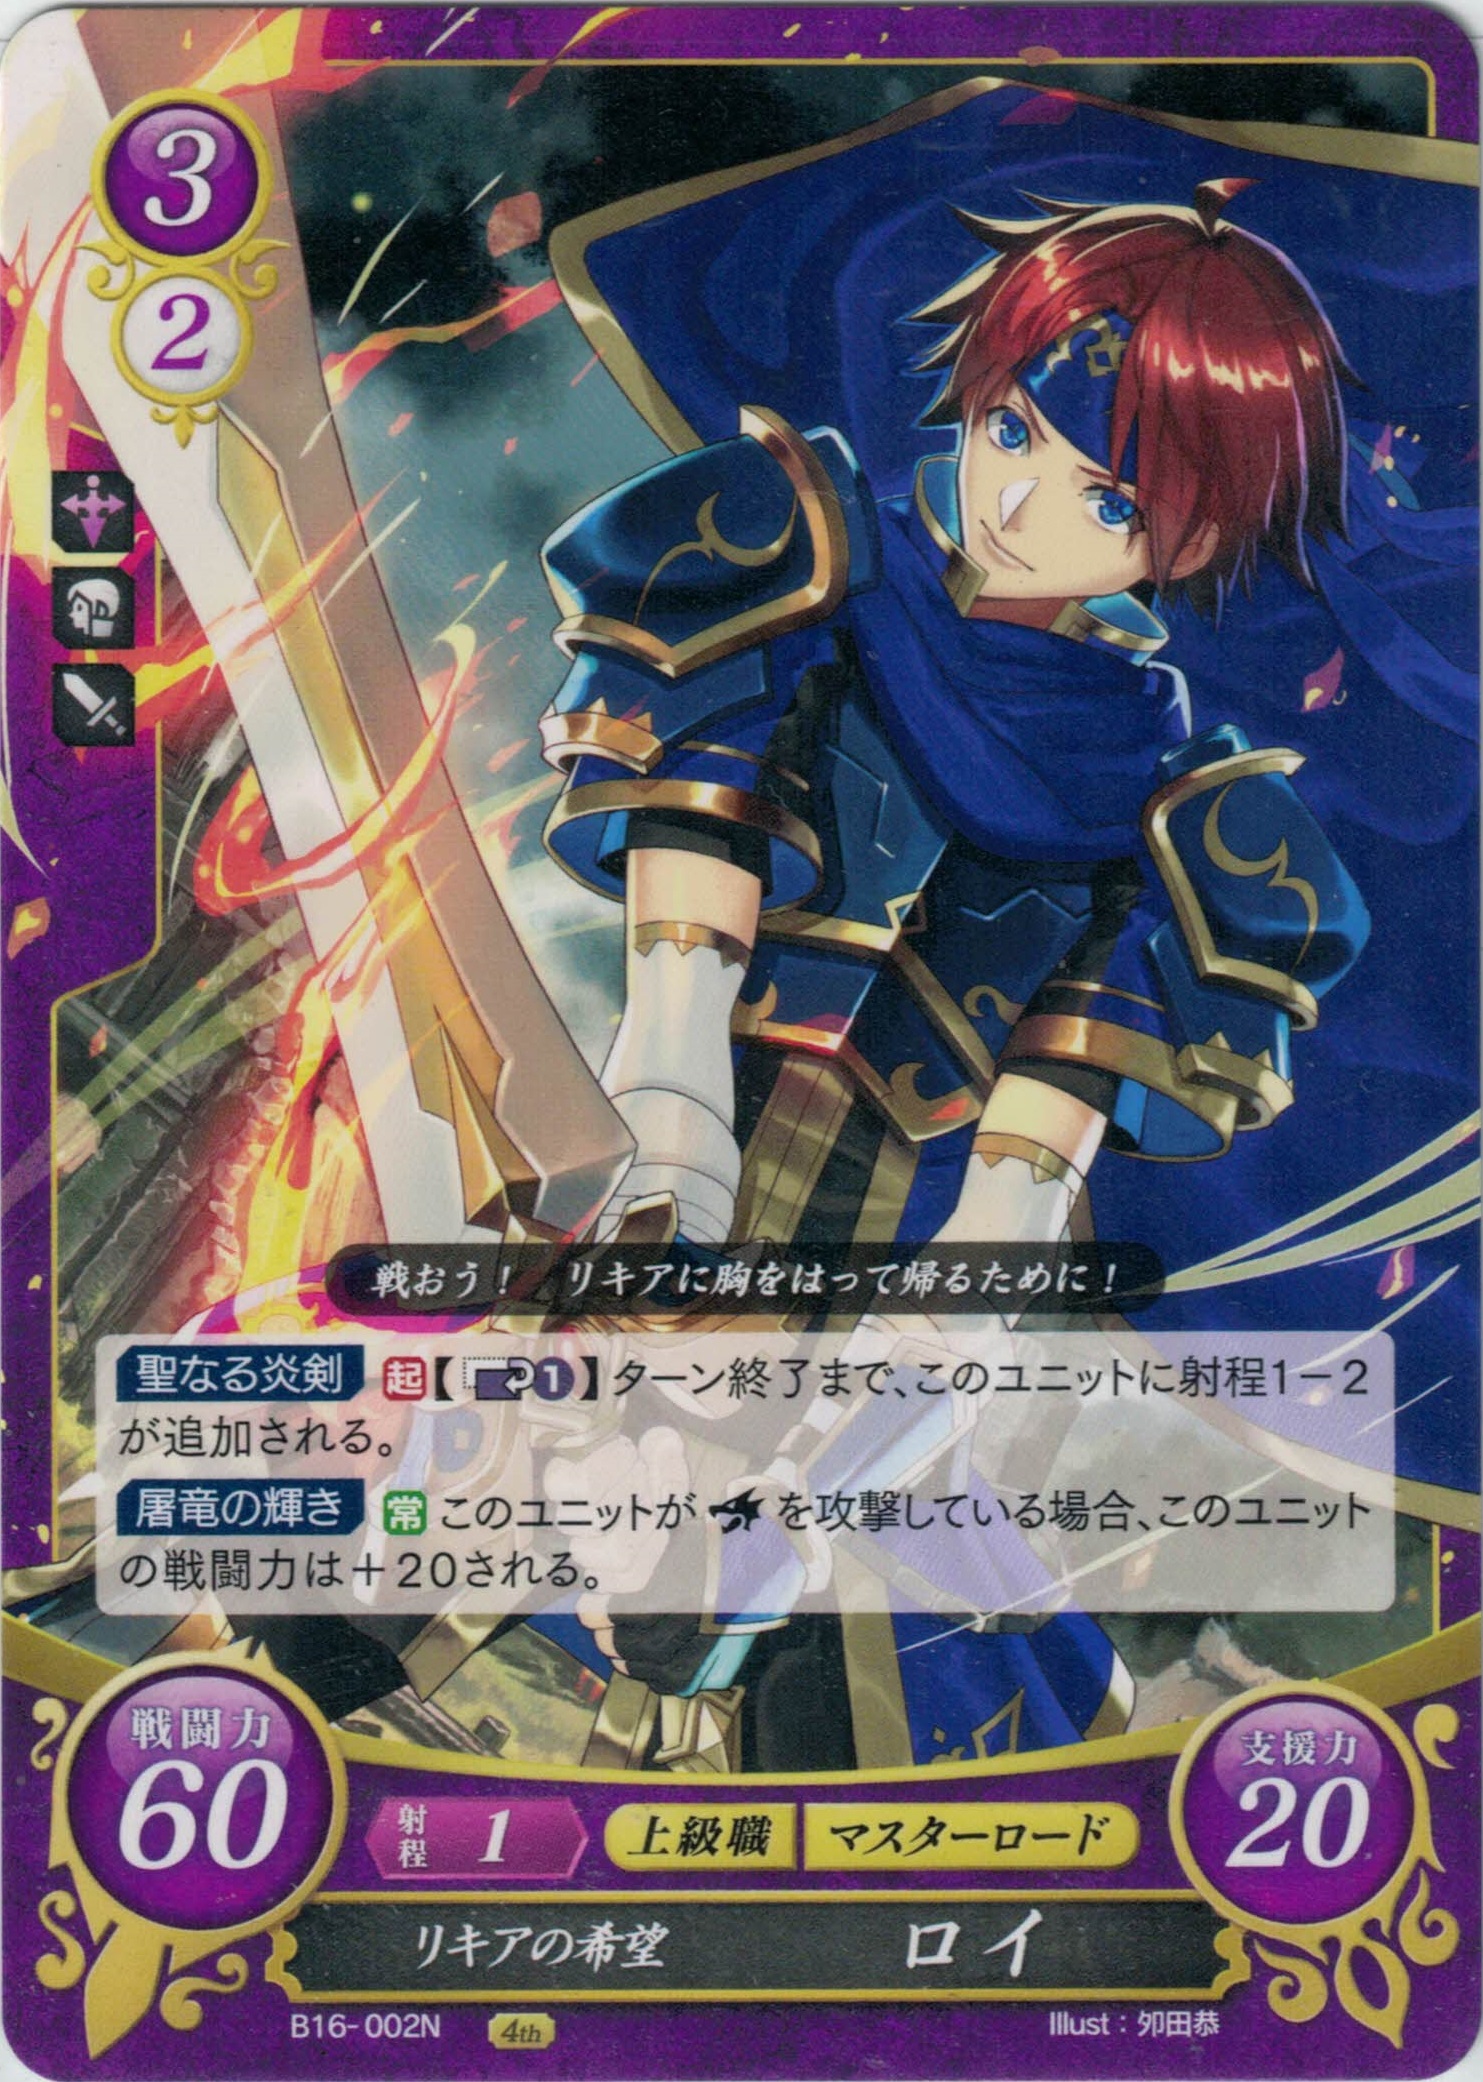 3
2
戦おう！　リキアに胸をはって帰るために！
聖なる炎剣 起【 1】ターン終了まで、このユニットに射程1－2
が追加される。
屠竜の輝き 常 このユニットが を攻撃している場合、このユニット
の戦闘力は＋20される。
戦闘力
60
射程 1
上級職 マスターロード
支援力
20
リキアの希望 ロイ
B16-002N 4th Illust：夘田恭